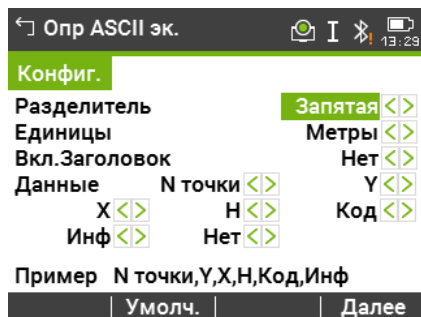 Опр ASCII эк. 13:29
Конфиг.
Разделитель Запятая
Единицы Метры
Вкл.Заголовок Нет
Данные N точки Y
X H Код
Инф Нет
Пример N точки,Y,X,H,Код,Инф
Умолч. Далее